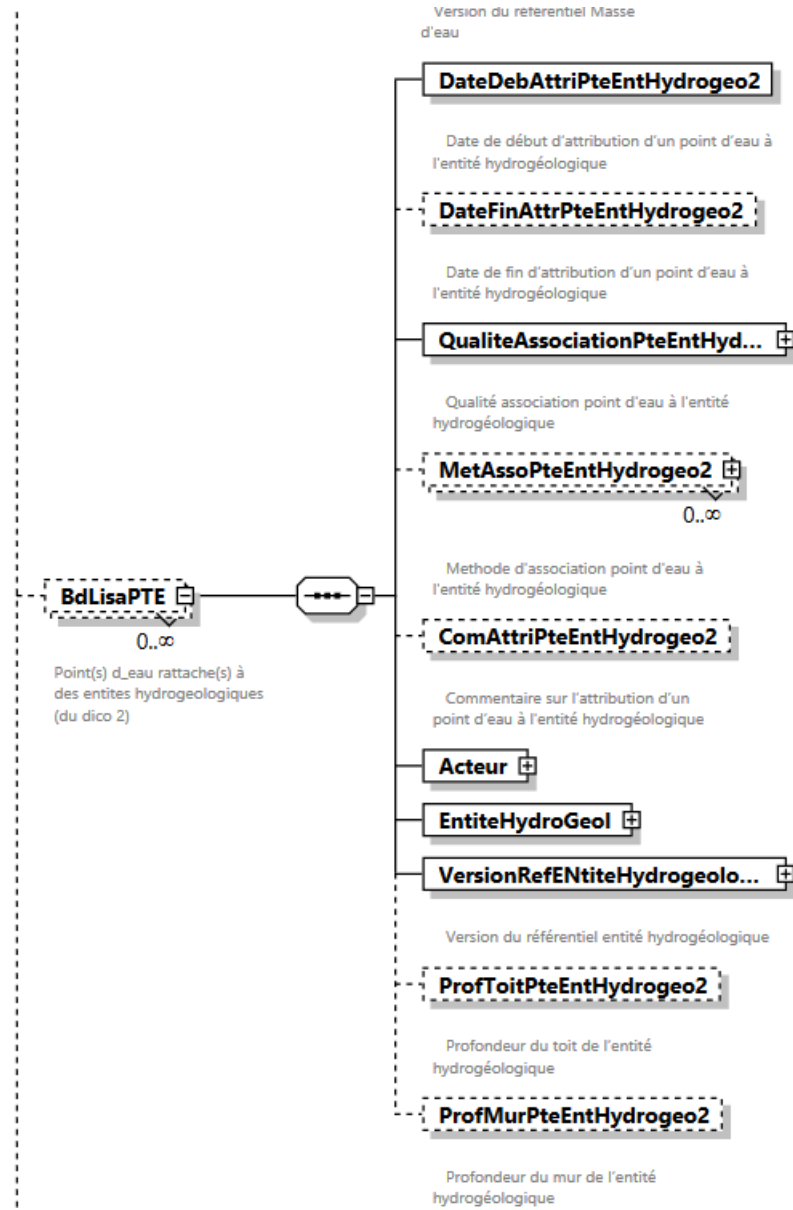 Version du référentiel Masse
d'eau
DateDebAttriPteEntHydrogeo2
Date de début d'attribution d'un point d'eau à
l'entité hydrogéologique
DateFinAttrPteEntHydrogeo2
Date de fin d'attribution d'un point d'eau à
l'entité hydrogéologique
QualiteAssociationPteEntHyd...
Qualité association point d'eau à l'entité
hydrogéologique
MetAssoPteEntHydrogeo2
0..∞
Methode d'association point d'eau à
l'entité hydrogéologique
BdLisaPTE
0..∞
Point(s) d_eau rattache(s) à
des entites hydrogeologiques
(du dico 2)
ComAttriPteEntHydrogeo2
Commentaire sur l'attribution d'un
point d'eau à l'entité hydrogéologique
Acteur
EntiteHydroGeol
VersionRefENtiteHydrogeolo...
Version du référentiel entité hydrogéologique
ProfToitPteEntHydrogeo2
Profondeur du toit de l'entité
hydrogéologique
ProfMurPteEntHydrogeo2
Profondeur du mur de l'entité
hydrogéologique